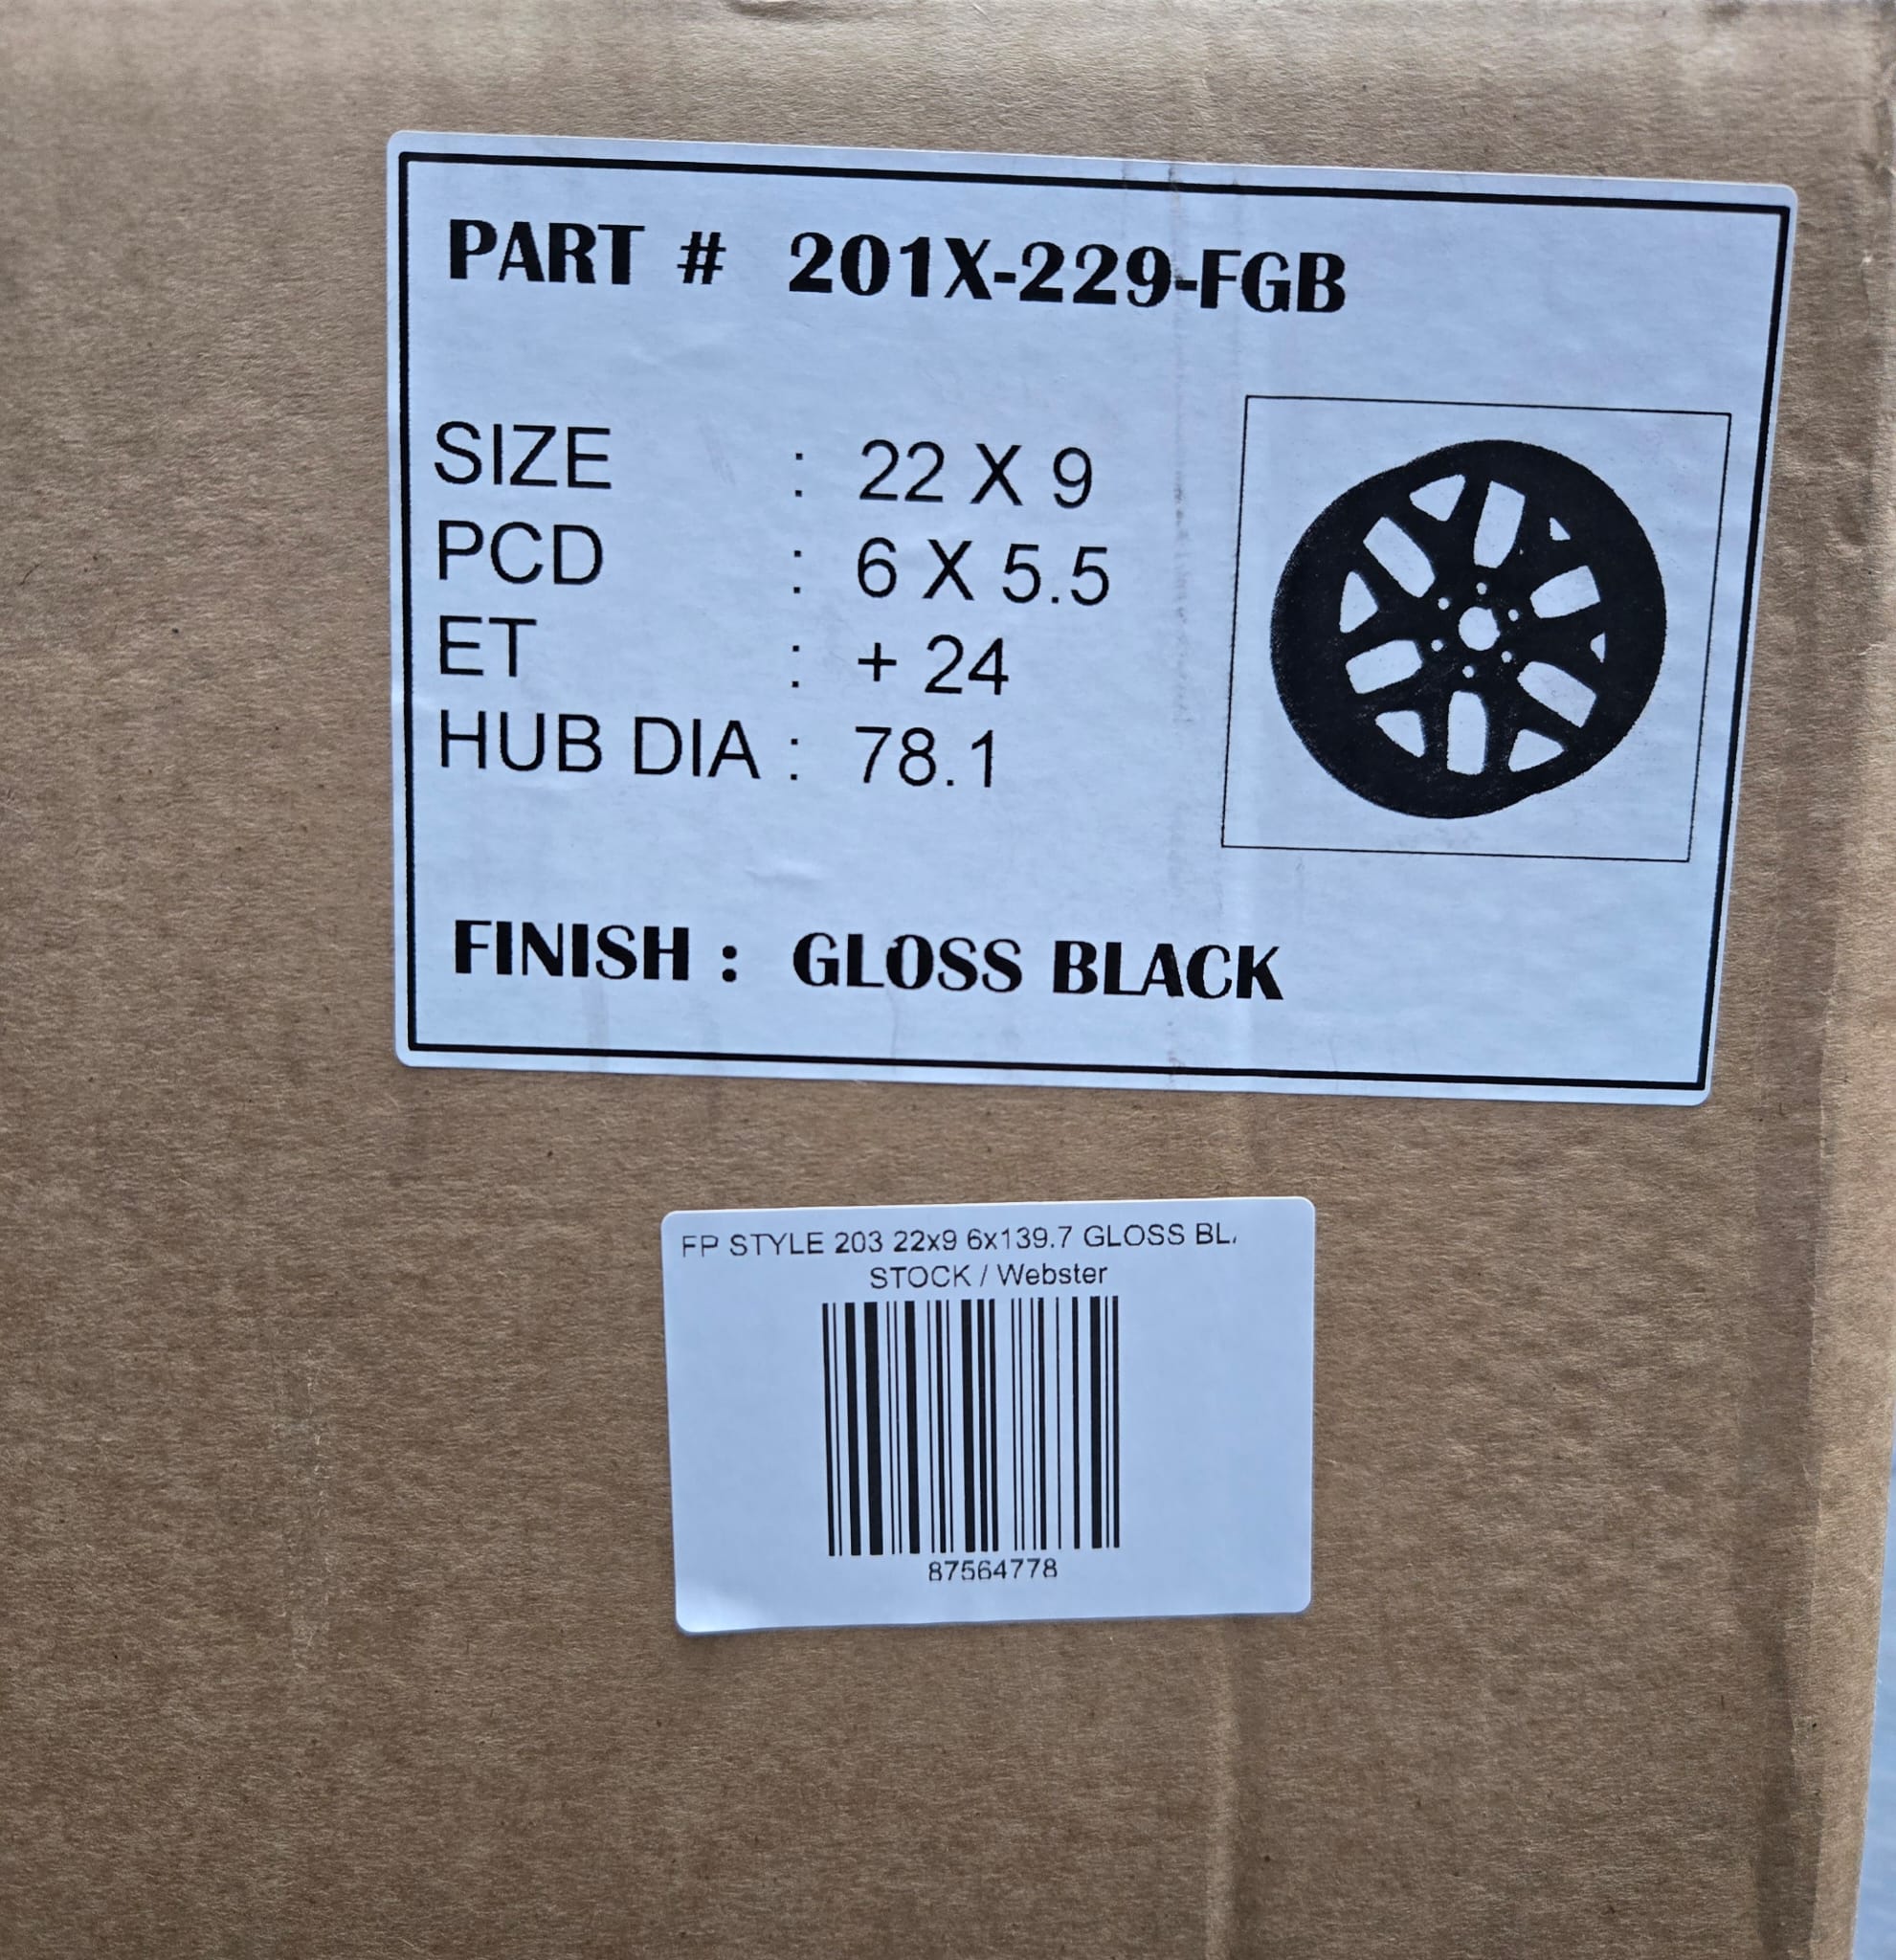 PART # 201X-229-FGB
SIZE : 22 X 9
PCD : 6 X 5.5
ET : + 24
HUB DIA : 78.1
FINISH : GLOSS BLACK
FP STYLE 203 22x9 6x139.7 GLOSS BL
STOCK / Webster
87564778